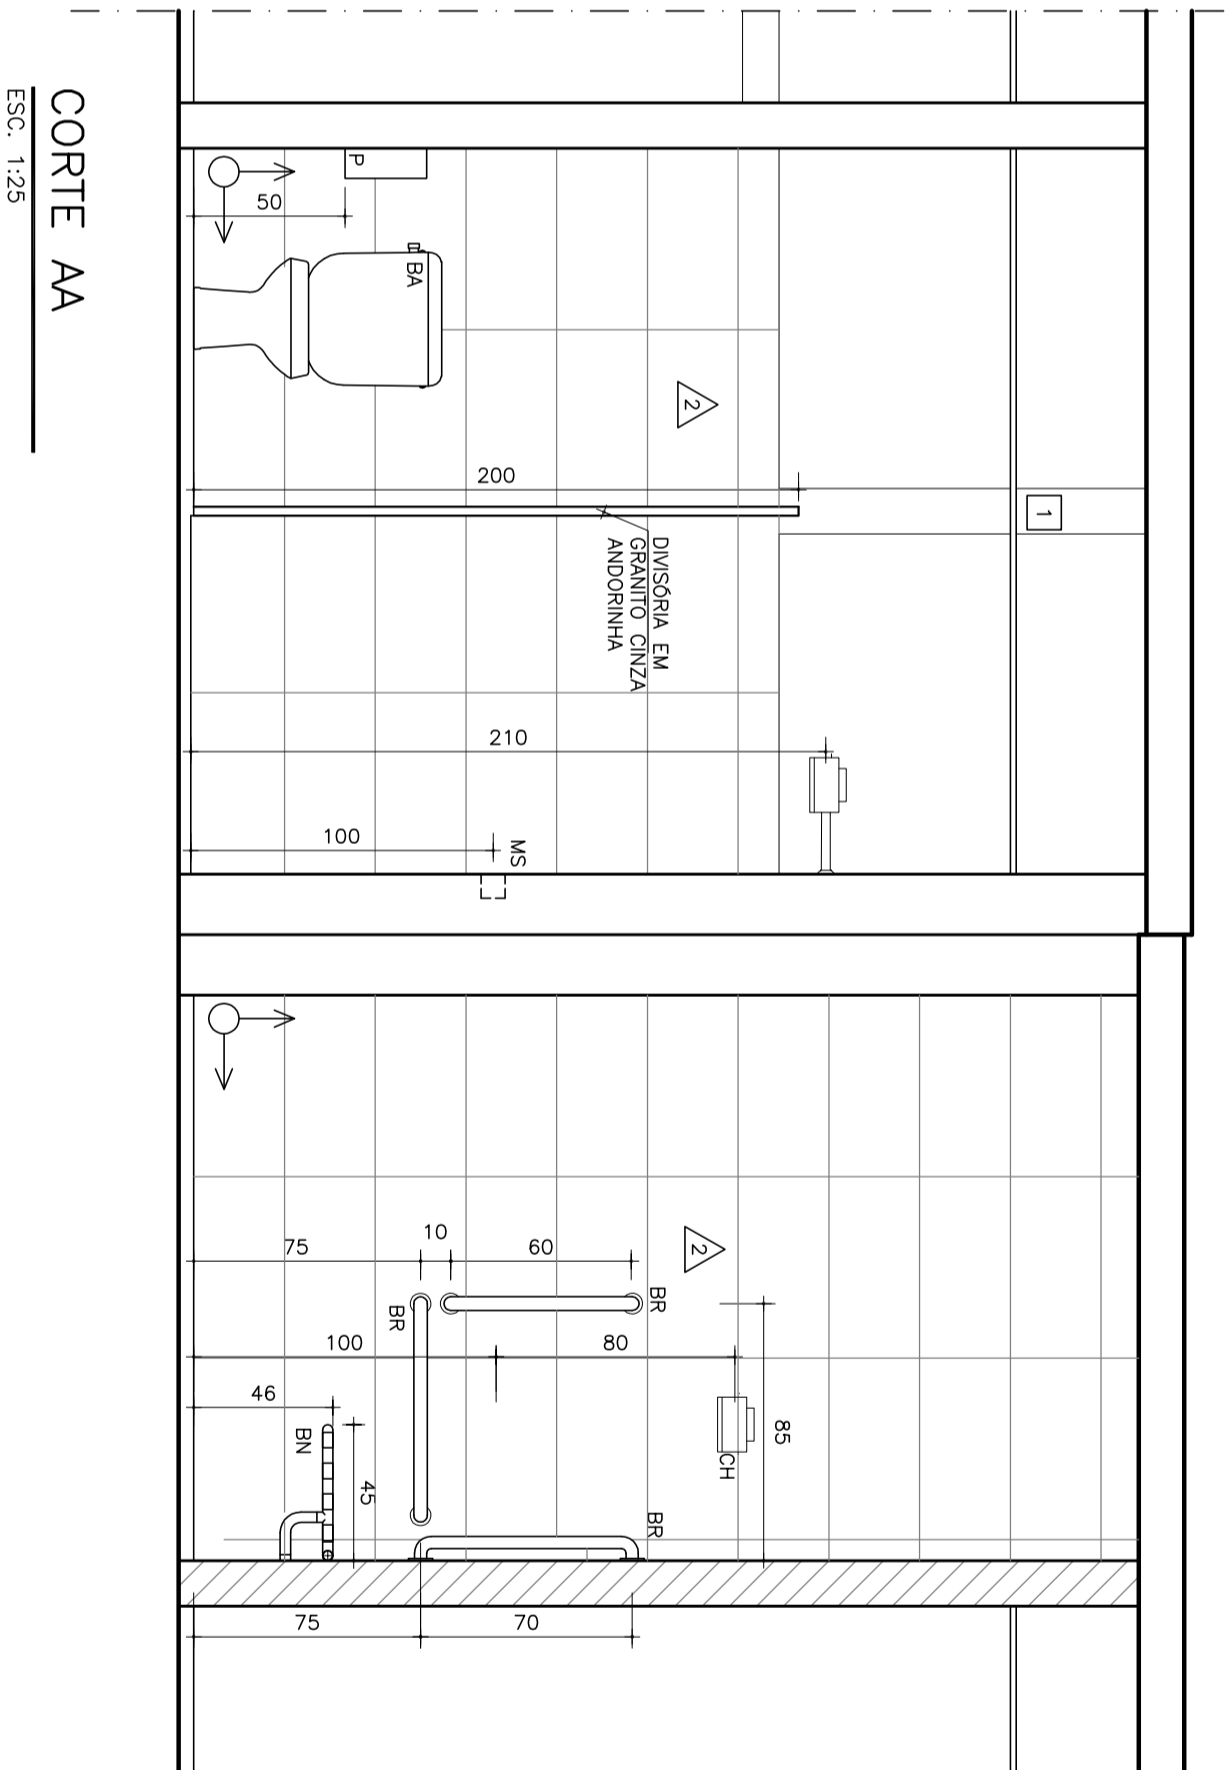 CORTE AA
ESC. 1:25
P
50
BA
2
200
DIVISÓRIA EM
GRANITO CINZA
ANDORINHA
1
210
100
MS
75
10
60
2
BR
BR
100
80
85
46
BN
45
CH
BR
75
70